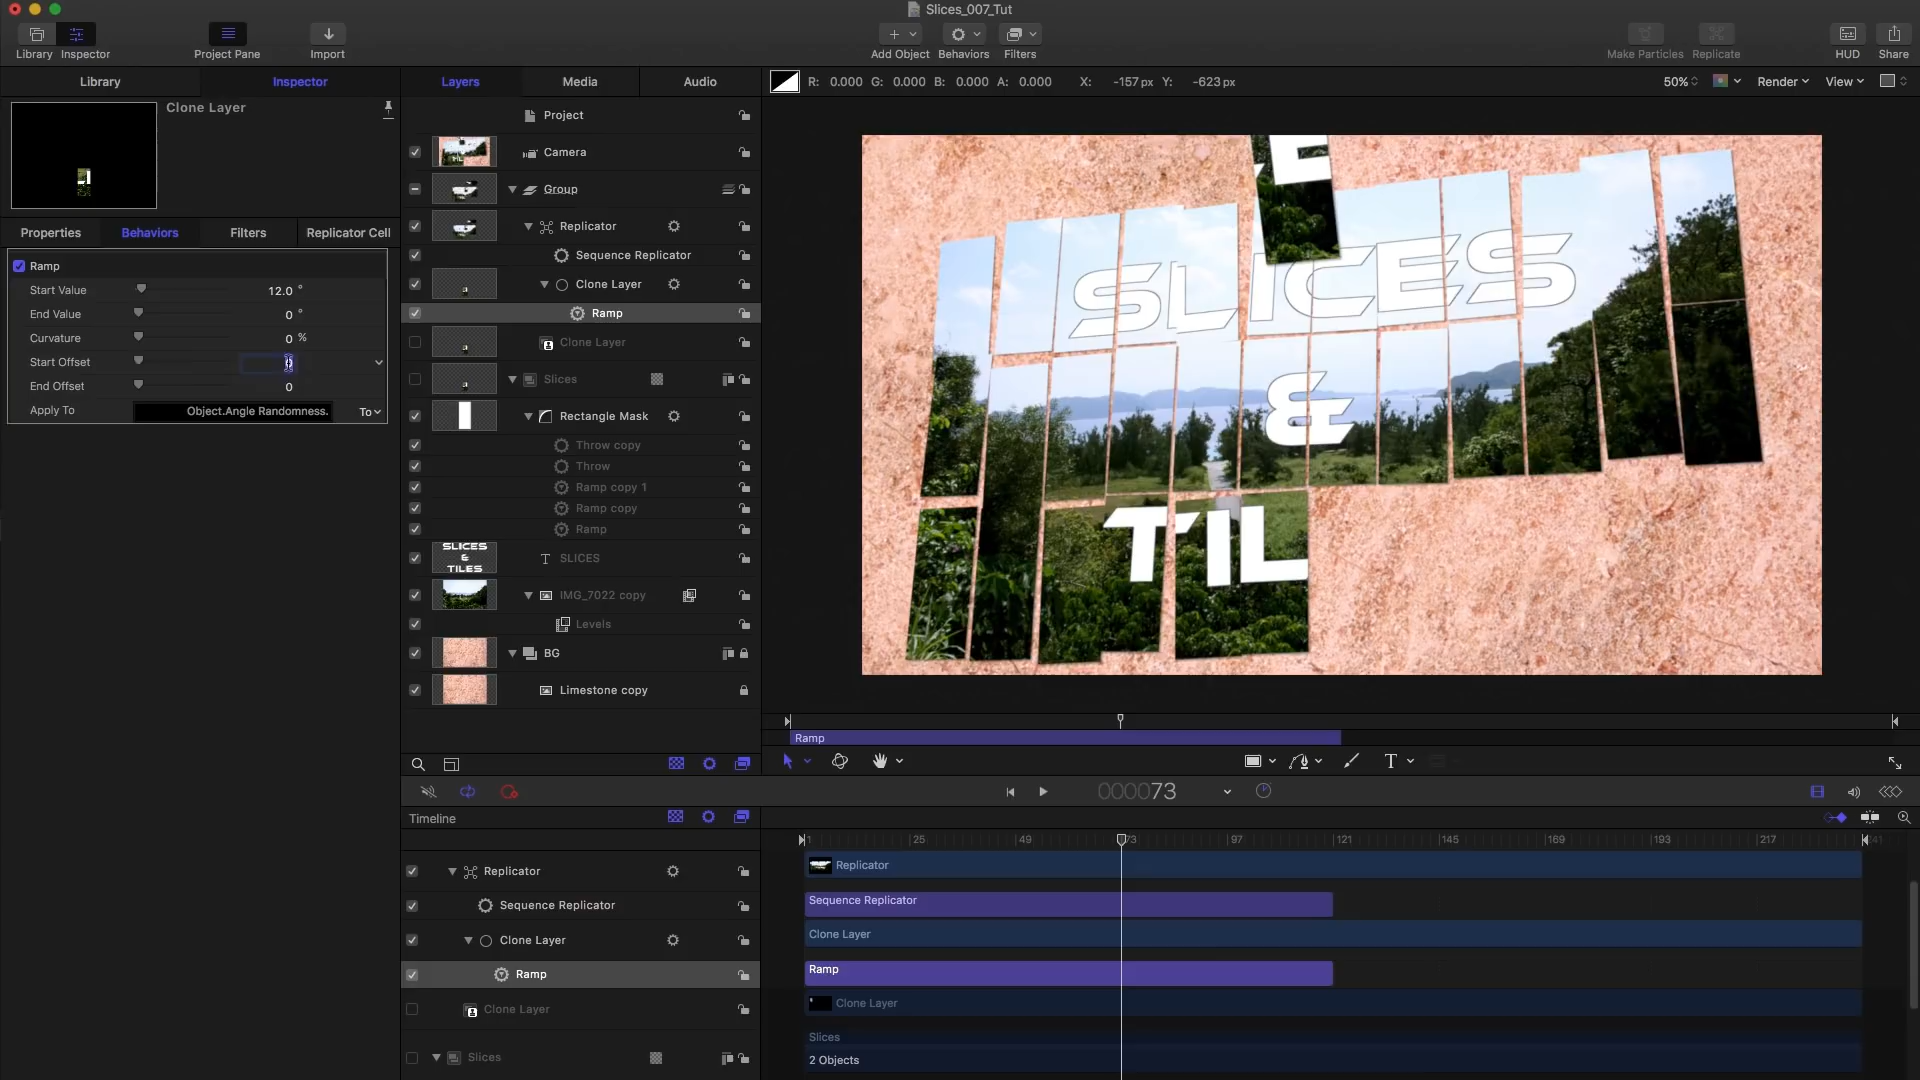 Slices_007_Tut
Library
Inspector
Project Pane
Import
Add Object
Behaviors
Filters
Make Particles
Replicate
HUD
Share
Library
Inspector
Layers
Media
Audio
R: 0.000 G: 0.000 B: 0.000 A: 0.000 X: -157 px Y: -623 px
50%
Render
View
Clone Layer
Properties
Behaviors
Filters
Replicator Cell
Ramp
Start Value 12.0 °
End Value 0 °
Curvature 0 %
Start Offset 0
End Offset 0
Apply To Object.Angle Randomness. To
Project
Camera
Group
Replicator
Sequence Replicator
Clone Layer
Ramp
Clone Layer
Slices
Rectangle Mask
Throw copy
Throw
Ramp copy 1
Ramp copy
Ramp
SLICES
&
TILES
T SLICES
IMG_7022 copy
Levels
BG
Limestone copy
E
SLICES
&
TIL
Ramp
T
000073
Timeline
1 25 49 73 97 121 145 169 193 217 241
Replicator
Sequence Replicator
Clone Layer
Ramp
Clone Layer
Slices
Replicator
Sequence Replicator
Clone Layer
Ramp
Clone Layer
Slices
2 Objects